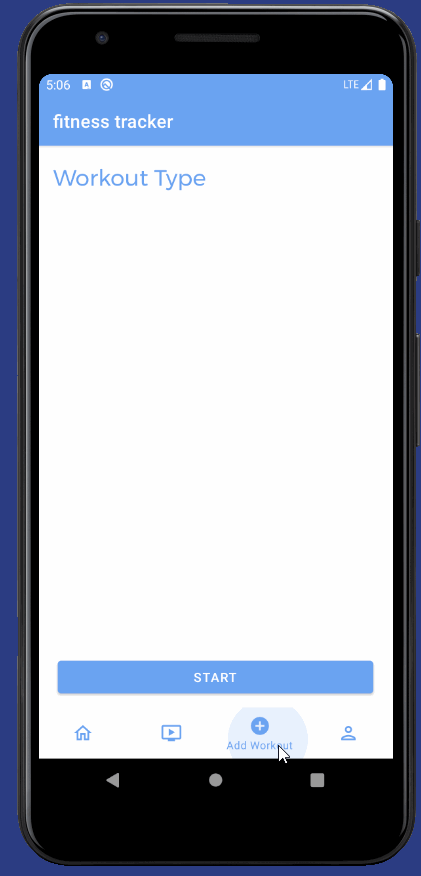 5:06 A LTE
fitness tracker
Workout Type
START
Add Workout